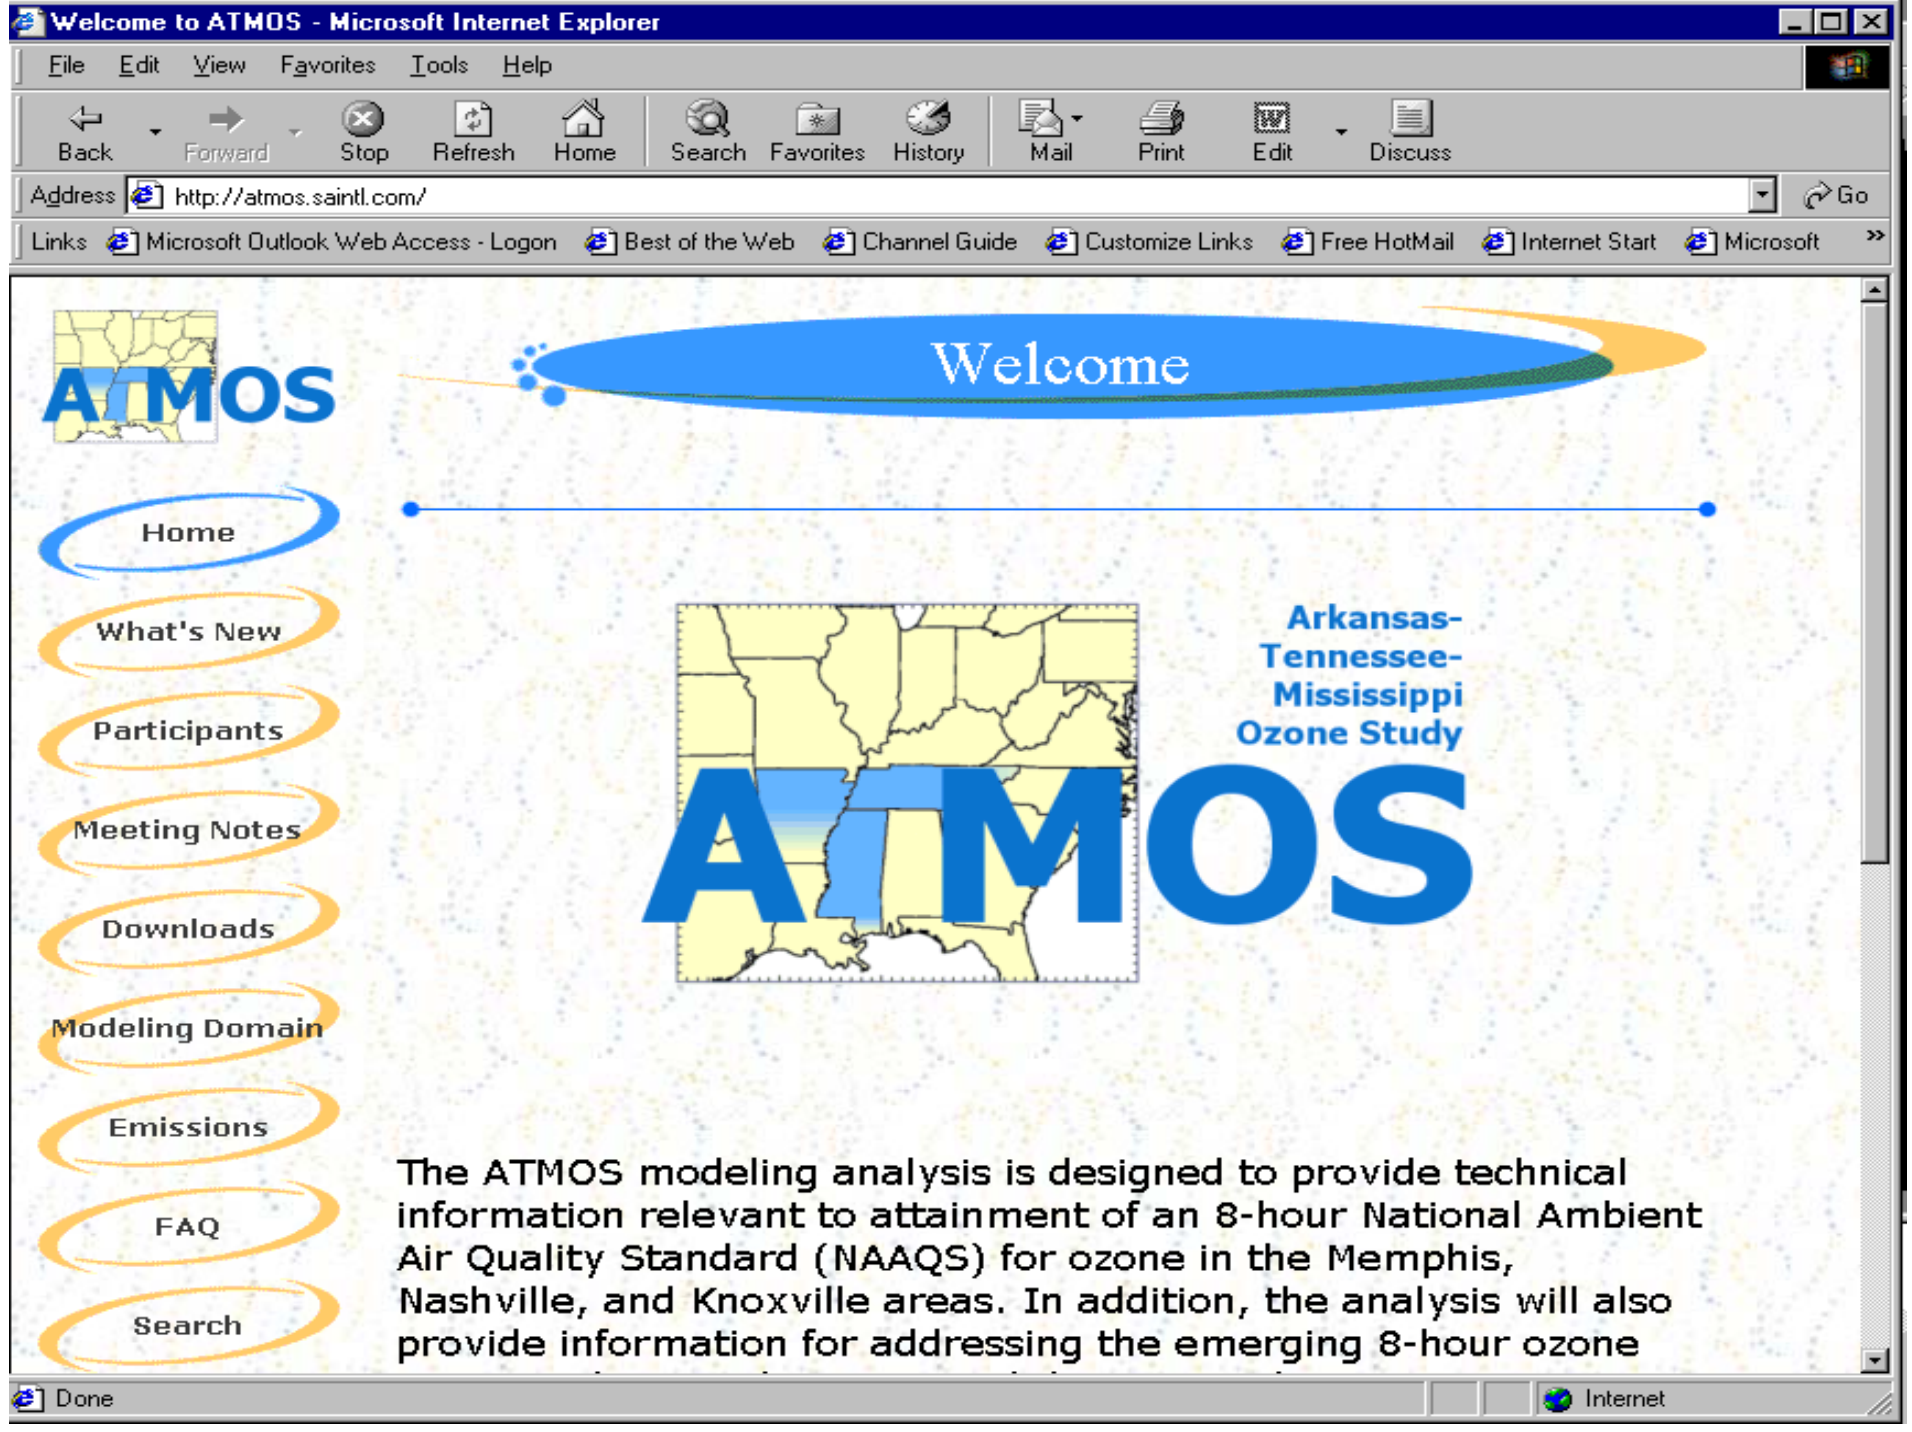 Welcome to ATMOS - Microsoft Internet Explorer
File Edit View Favorites Tools Help
Back Forward Stop Refresh Home Search Favorites History Mail Print Edit Discuss
Address http://atmos.saintl.com/ Go
Links Microsoft Outlook Web Access - Logon Best of the Web Channel Guide Customize Links Free HotMail Internet Start Microsoft »
ATMOS
Welcome
Home
What's New
Participants
Meeting Notes
Downloads
Modeling Domain
Emissions
FAQ
Search
Arkansas-
Tennessee-
Mississippi
Ozone Study
ATMOS
The ATMOS modeling analysis is designed to provide technical
information relevant to attainment of an 8-hour National Ambient
Air Quality Standard (NAAQS) for ozone in the Memphis,
Nashville, and Knoxville areas. In addition, the analysis will also
provide information for addressing the emerging 8-hour ozone
Done Internet